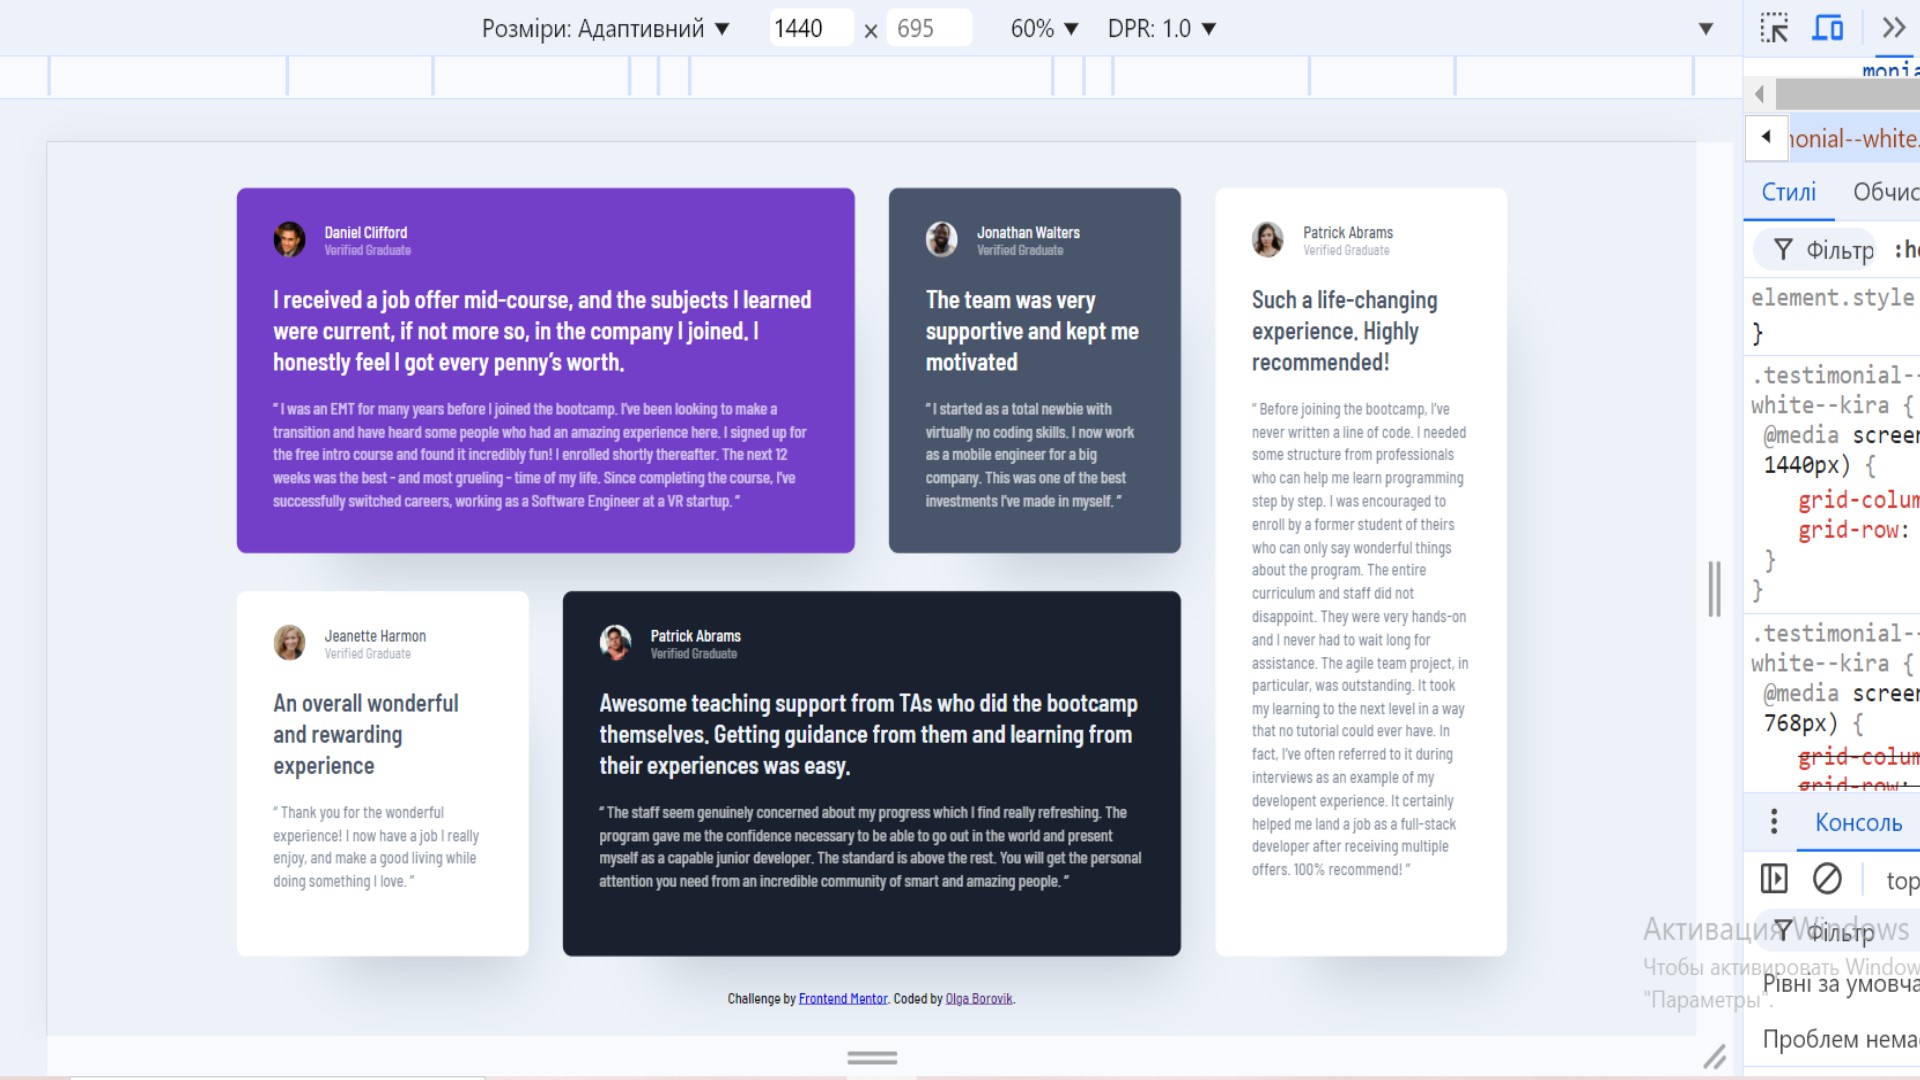 Розміри: Адаптивний ▼ 1440 x 695 60% ▼ DPR: 1.0 ▼
Daniel Clifford
Verified Graduate
I received a job offer mid-course, and the subjects I learned
were current, if not more so, in the company I joined. I
honestly feel I got every penny’s worth.
“ I was an EMT for many years before I joined the bootcamp. I’ve been looking to make a
transition and have heard some people who had an amazing experience here. I signed up for
the free intro course and found it incredibly fun! I enrolled shortly thereafter. The next 12
weeks was the best - and most grueling - time of my life. Since completing the course, I’ve
successfully switched careers, working as a Software Engineer at a VR startup. ”
Jonathan Walters
Verified Graduate
The team was very
supportive and kept me
motivated
“ I started as a total newbie with
virtually no coding skills. I now work
as a mobile engineer for a big
company. This was one of the best
investments I’ve made in myself. ”
Patrick Abrams
Verified Graduate
Such a life-changing
experience. Highly
recommended!
“ Before joining the bootcamp, I’ve
never written a line of code. I needed
some structure from professionals
who can help me learn programming
step by step. I was encouraged to
enroll by a former student of theirs
who can only say wonderful things
about the program. The entire
curriculum and staff did not
disappoint. They were very hands-on
and I never had to wait long for
assistance. The agile team project, in
particular, was outstanding. It took
my learning to the next level in a way
that no tutorial could ever have. In
fact, I’ve often referred to it during
interviews as an example of my
developent experience. It certainly
helped me land a job as a full-stack
developer after receiving multiple
offers. 100% recommend! ”
Jeanette Harmon
Verified Graduate
An overall wonderful
and rewarding
experience
“ Thank you for the wonderful
experience! I now have a job I really
enjoy, and make a good living while
doing something I love. ”
Patrick Abrams
Verified Graduate
Awesome teaching support from TAs who did the bootcamp
themselves. Getting guidance from them and learning from
their experiences was easy.
“ The staff seem genuinely concerned about my progress which I find really refreshing. The
program gave me the confidence necessary to be able to go out in the world and present
myself as a capable junior developer. The standard is above the rest. You will get the personal
attention you need from an incredible community of smart and amazing people. ”
Challenge by Frontend Mentor. Coded by Olga Borovik.
monia
monial--white.
Стилі Обчис
Фільтр :ho
element.style
}
.testimonial--
white--kira {
@media screen
1440px) {
grid-colum
grid-row:
}
}
.testimonial--
white--kira {
@media screen
768px) {
grid-colum
grid-row:
Консоль
top
Фільтр
Рівні за умовча
Проблем нема
Активация Windows
Чтобы активировать Window
"Параметры".